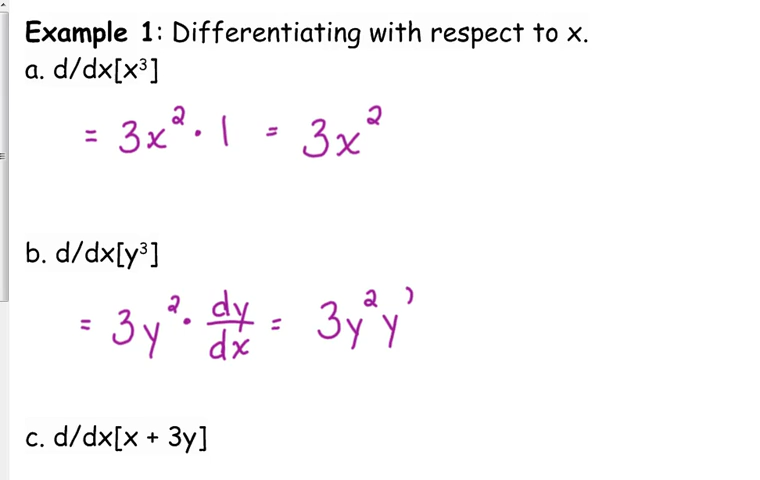 Example 1: Differentiating with respect to x.
a. d/dx[x³]
= 3x² · 1 = 3x²
b. d/dx[y³]
= 3y² · dy/dx = 3y²y'
c. d/dx[x + 3y]